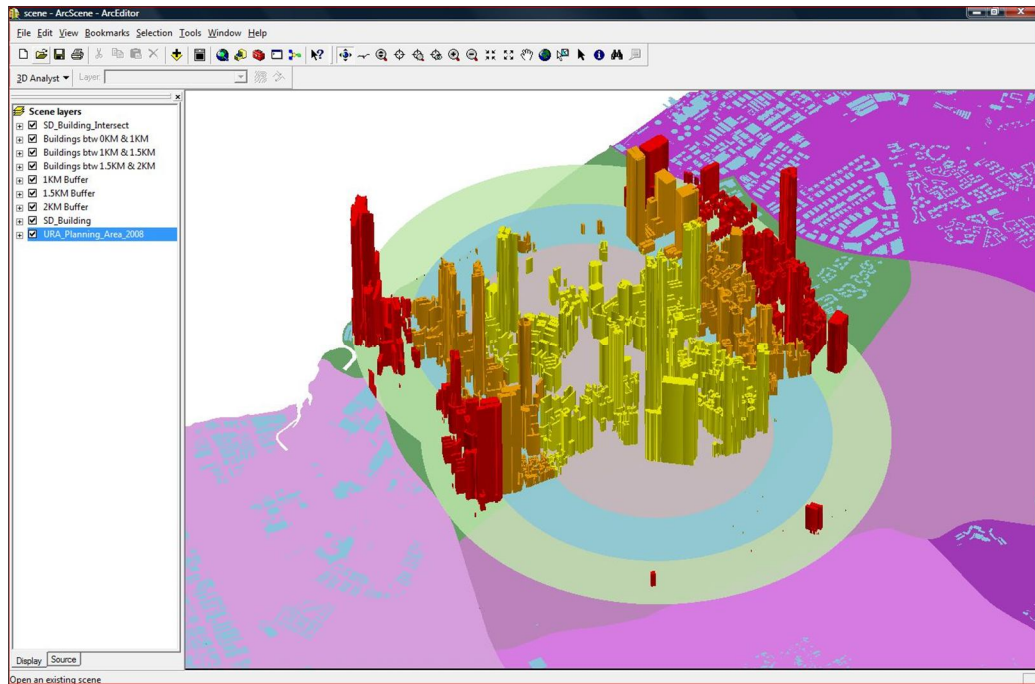 scene - ArcScene - ArcEditor
File Edit View Bookmarks Selection Tools Window Help
3D Analyst Layer:
Scene layers
SD_Building_Intersect
Buildings btw 0KM & 1KM
Buildings btw 1KM & 1.5KM
Buildings btw 1.5KM & 2KM
1KM Buffer
1.5KM Buffer
2KM Buffer
SD_Building
URA_Planning_Area_2008
Display Source
Open an existing scene